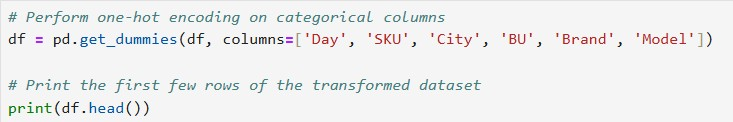 # Perform one-hot encoding on categorical columns
df = pd.get_dummies(df, columns=['Day', 'SKU', 'City', 'BU', 'Brand', 'Model'])
# Print the first few rows of the transformed dataset
print(df.head())